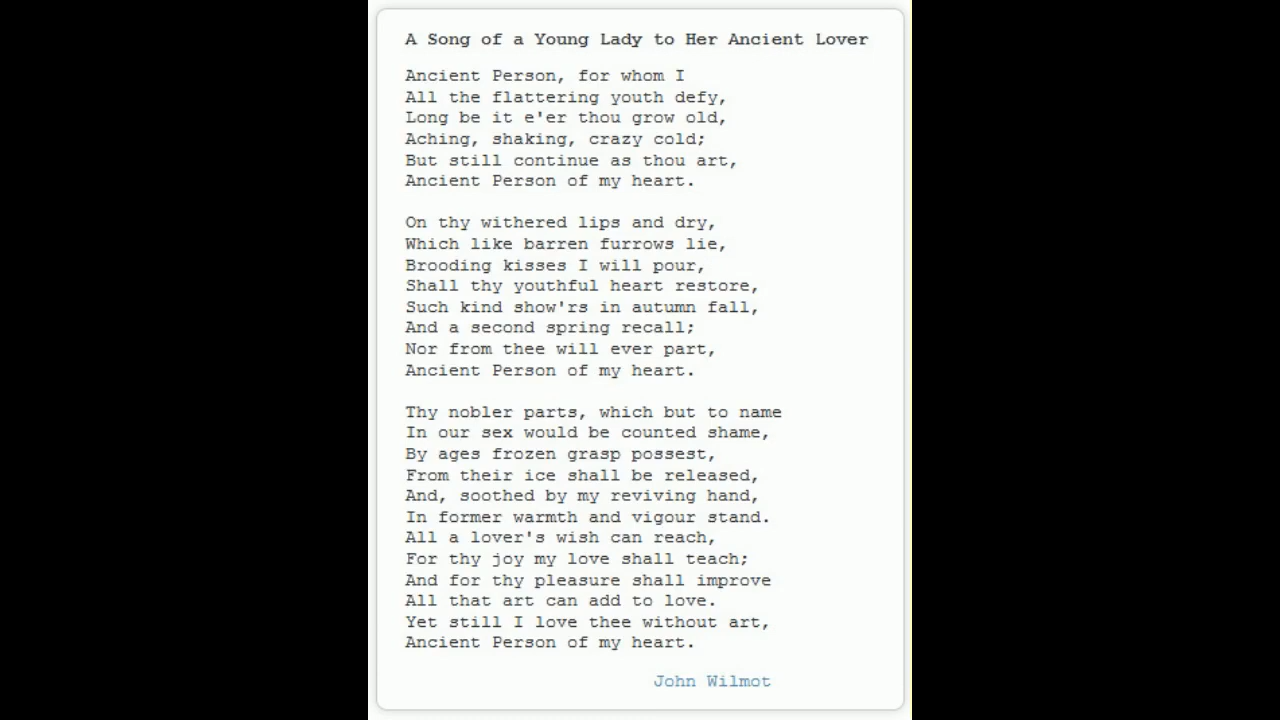 A Song of a Young Lady to Her Ancient Lover
Ancient Person, for whom I
All the flattering youth defy,
Long be it e'er thou grow old,
Aching, shaking, crazy cold;
But still continue as thou art,
Ancient Person of my heart.
On thy withered lips and dry,
Which like barren furrows lie,
Brooding kisses I will pour,
Shall thy youthful heart restore,
Such kind show'rs in autumn fall,
And a second spring recall;
Nor from thee will ever part,
Ancient Person of my heart.
Thy nobler parts, which but to name
In our sex would be counted shame,
By ages frozen grasp possest,
From their ice shall be released,
And, soothed by my reviving hand,
In former warmth and vigour stand.
All a lover's wish can reach,
For thy joy my love shall teach;
And for thy pleasure shall improve
All that art can add to love.
Yet still I love thee without art,
Ancient Person of my heart.
John Wilmot